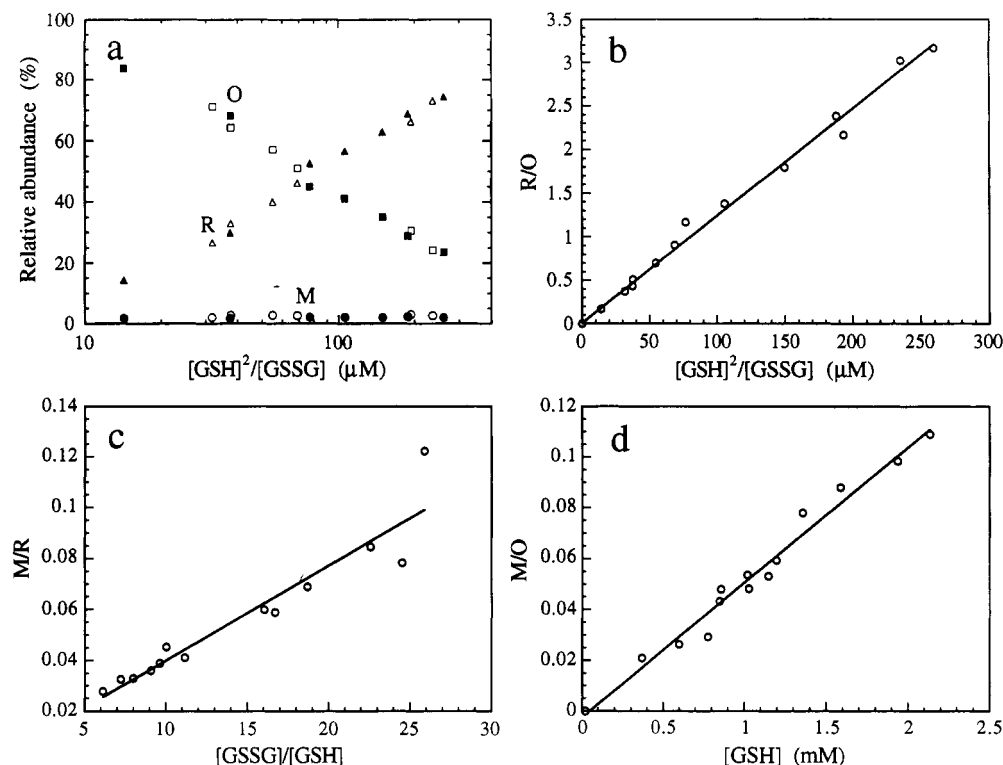 a
Relative abundance (%)
100
80
60
40
20
0
O
R
M
10
100
[GSH]²/[GSSG] (μM)
b
R/O
3.5
3
2.5
2
1.5
1
0.5
0
0 50 100 150 200 250 300
[GSH]²/[GSSG] (μM)
c
M/R
0.14
0.12
0.1
0.08
0.06
0.04
0.02
5 10 15 20 25 30
[GSSG]/[GSH]
d
M/O
0.12
0.1
0.08
0.06
0.04
0.02
0
0 0.5 1 1.5 2 2.5
[GSH] (mM)